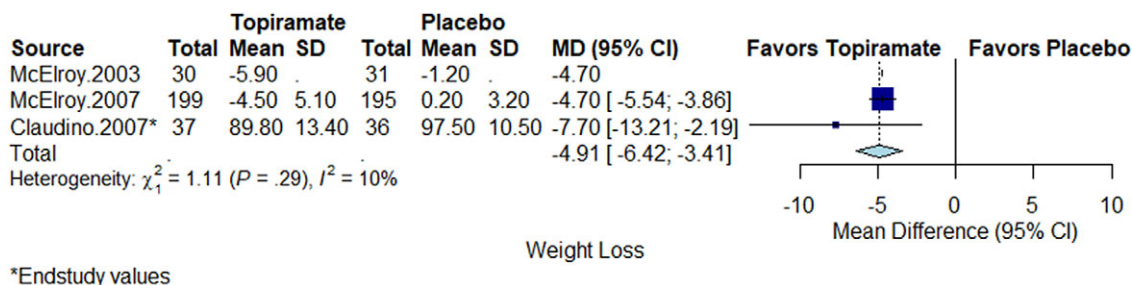 Topiramate Placebo
Source Total Mean SD Total Mean SD MD (95% CI) Favors Topiramate Favors Placebo
McElroy.2003 30 -5.90 . 31 -1.20 . -4.70
McElroy.2007 199 -4.50 5.10 195 0.20 3.20 -4.70 [ -5.54; -3.86]
Claudino.2007* 37 89.80 13.40 36 97.50 10.50 -7.70 [-13.21; -2.19]
Total . . -4.91 [ -6.42; -3.41]
Heterogeneity: χ²₁ = 1.11 (P = .29), I² = 10%
-10 -5 0 5 10
Mean Difference (95% CI)
Weight Loss
*Endstudy values